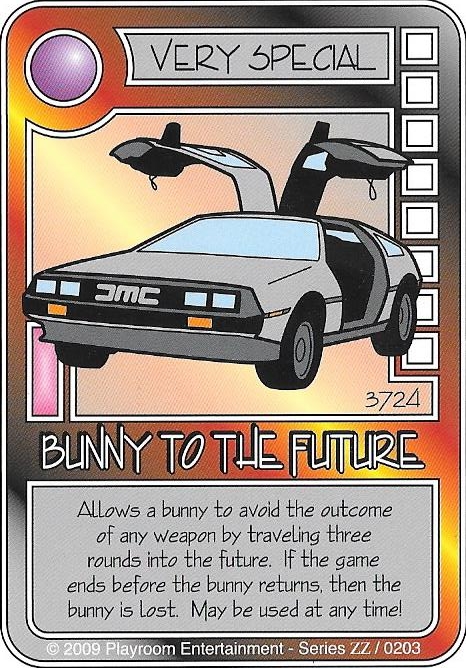 VERY SPECIAL
DMC
3724
BUNNY TO THE FUTURE
Allows a bunny to avoid the outcome
of any weapon by traveling three
rounds into the future. If the game
ends before the bunny returns, then the
bunny is lost. May be used at any time!
© 2009 Playroom Entertainment - Series ZZ / 0203